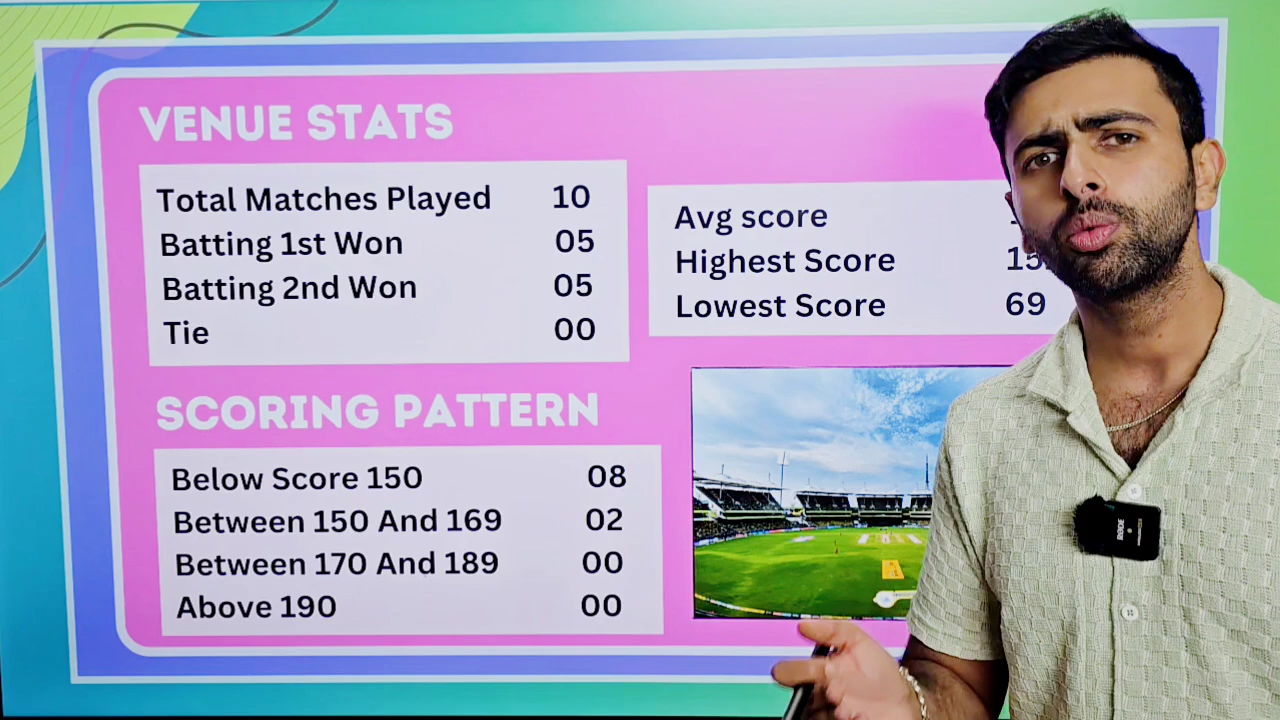 VENUE STATS
Total Matches Played 10
Batting 1st Won 05
Batting 2nd Won 05
Tie 00
Avg score
Highest Score
Lowest Score 69
SCORING PATTERN
Below Score 150 08
Between 150 And 169 02
Between 170 And 189 00
Above 190 00
RODE